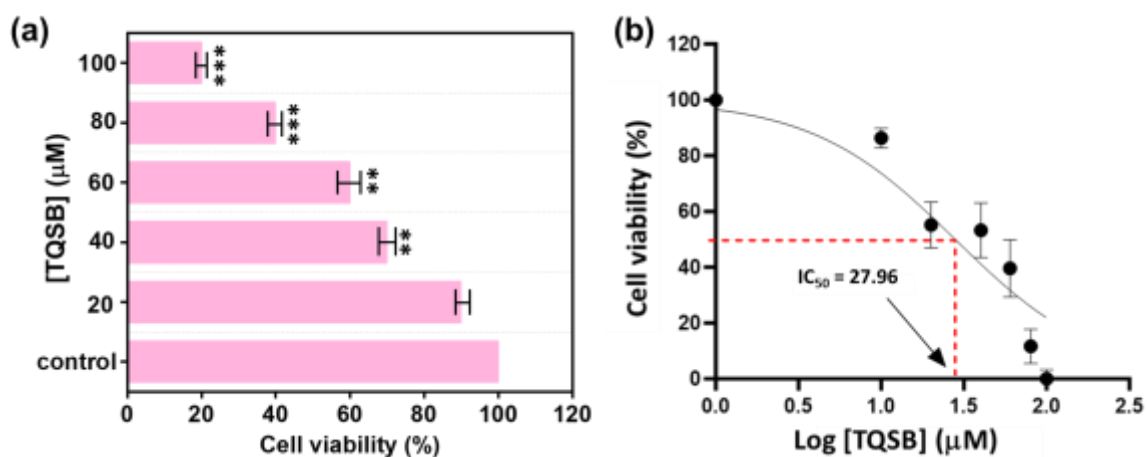 (a)
[TQSB] (μM)
100
***
80
***
60
**
40
**
20
control
0 20 40 60 80 100 120
Cell viability (%)
(b)
Cell viability (%)
120
100
80
60
40
20
0
IC₅₀ = 27.96
0.0 0.5 1.0 1.5 2.0 2.5
Log [TQSB] (μM)